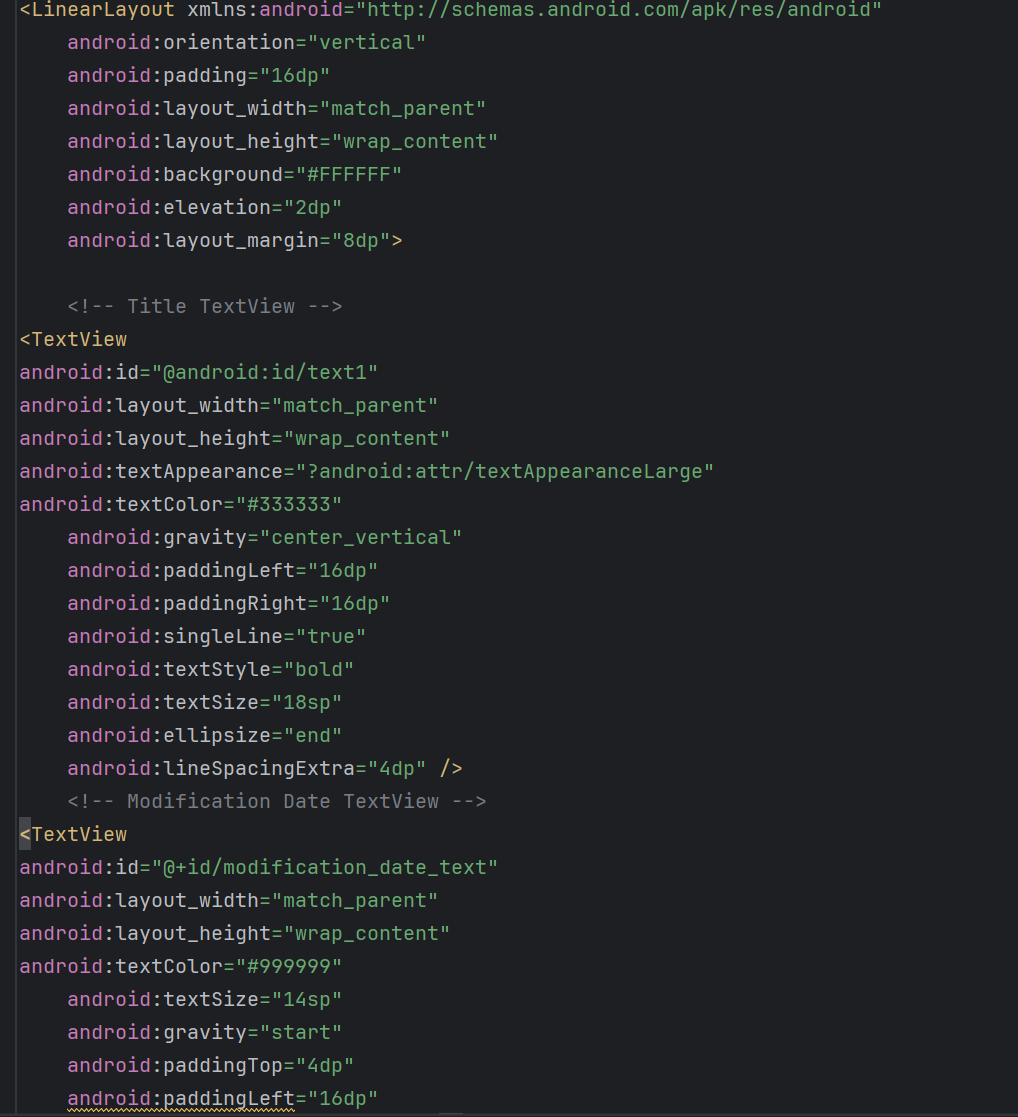 <LinearLayout xmlns:android="http://schemas.android.com/apk/res/android"
    android:orientation="vertical"
    android:padding="16dp"
    android:layout_width="match_parent"
    android:layout_height="wrap_content"
    android:background="#FFFFFF"
    android:elevation="2dp"
    android:layout_margin="8dp">

    <!-- Title TextView -->
<TextView
android:id="@android:id/text1"
android:layout_width="match_parent"
android:layout_height="wrap_content"
android:textAppearance="?android:attr/textAppearanceLarge"
android:textColor="#333333"
    android:gravity="center_vertical"
    android:paddingLeft="16dp"
    android:paddingRight="16dp"
    android:singleLine="true"
    android:textStyle="bold"
    android:textSize="18sp"
    android:ellipsize="end"
    android:lineSpacingExtra="4dp" />
    <!-- Modification Date TextView -->
<TextView
android:id="@+id/modification_date_text"
android:layout_width="match_parent"
android:layout_height="wrap_content"
android:textColor="#999999"
    android:textSize="14sp"
    android:gravity="start"
    android:paddingTop="4dp"
    android:paddingLeft="16dp"